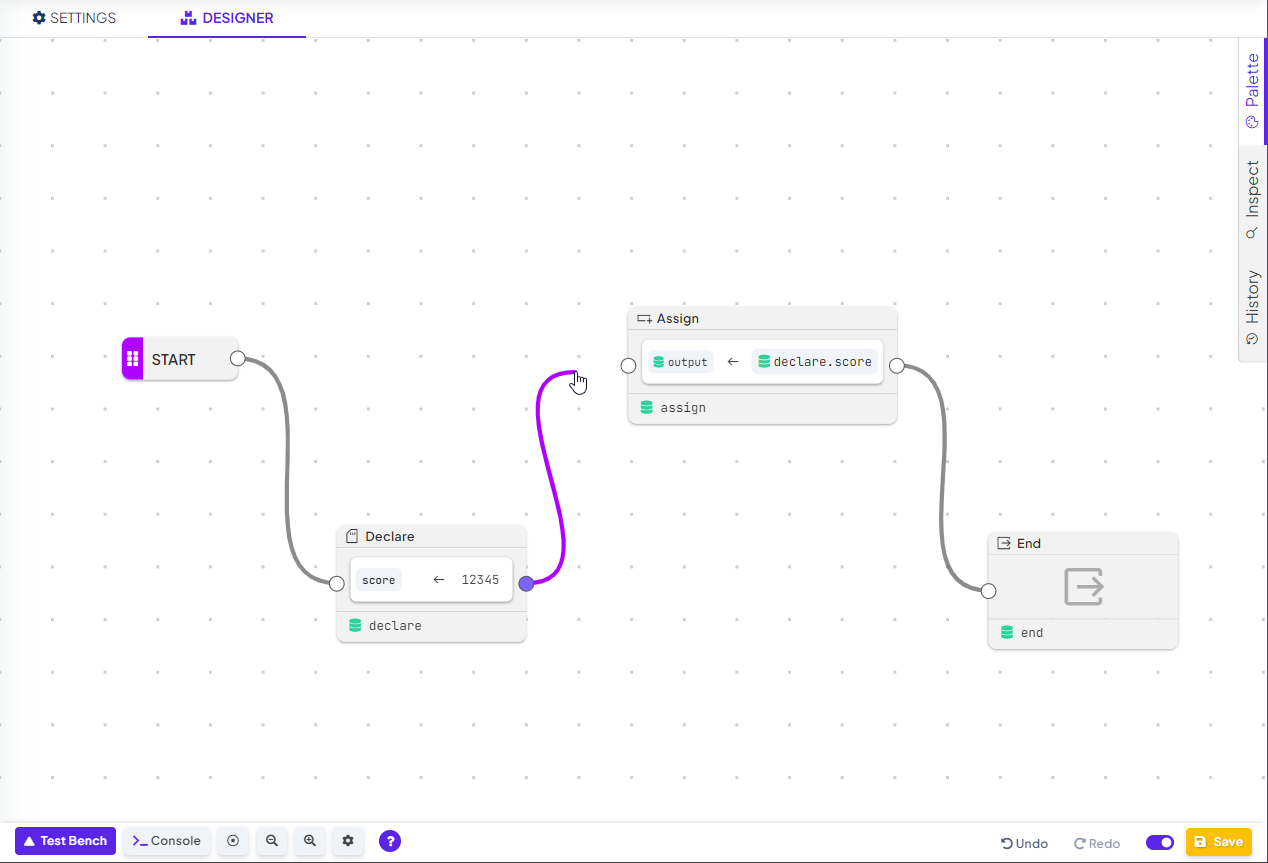 SETTINGS
DESIGNER
Palette
Inspect
History
Assign
output ← declare.score
assign
START
Declare
score ← 12345
declare
End
end
Test Bench
>_ Console
?
Undo
Redo
Save